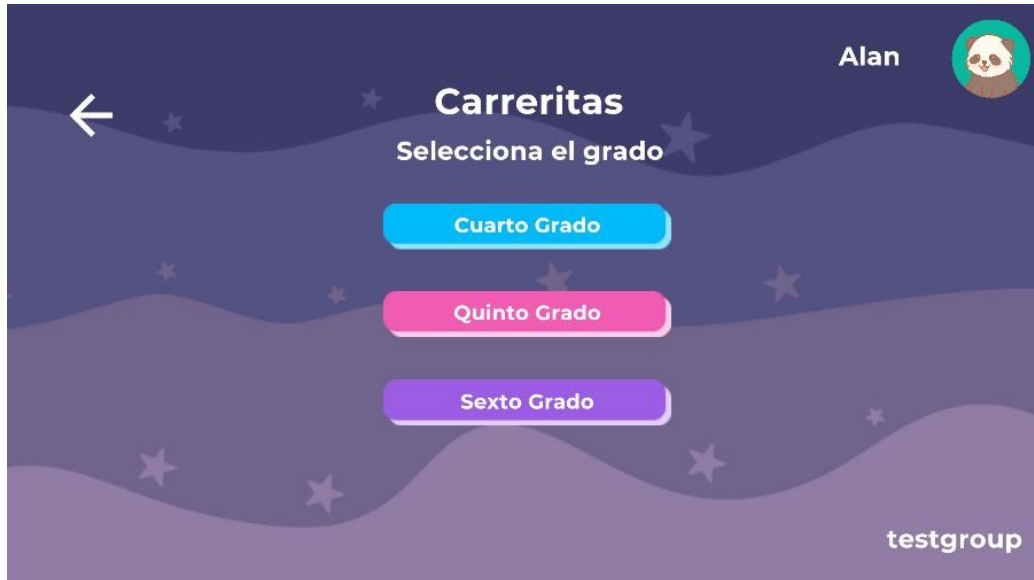 Alan
Carreritas
Selecciona el grado
Cuarto Grado
Quinto Grado
Sexto Grado
testgroup